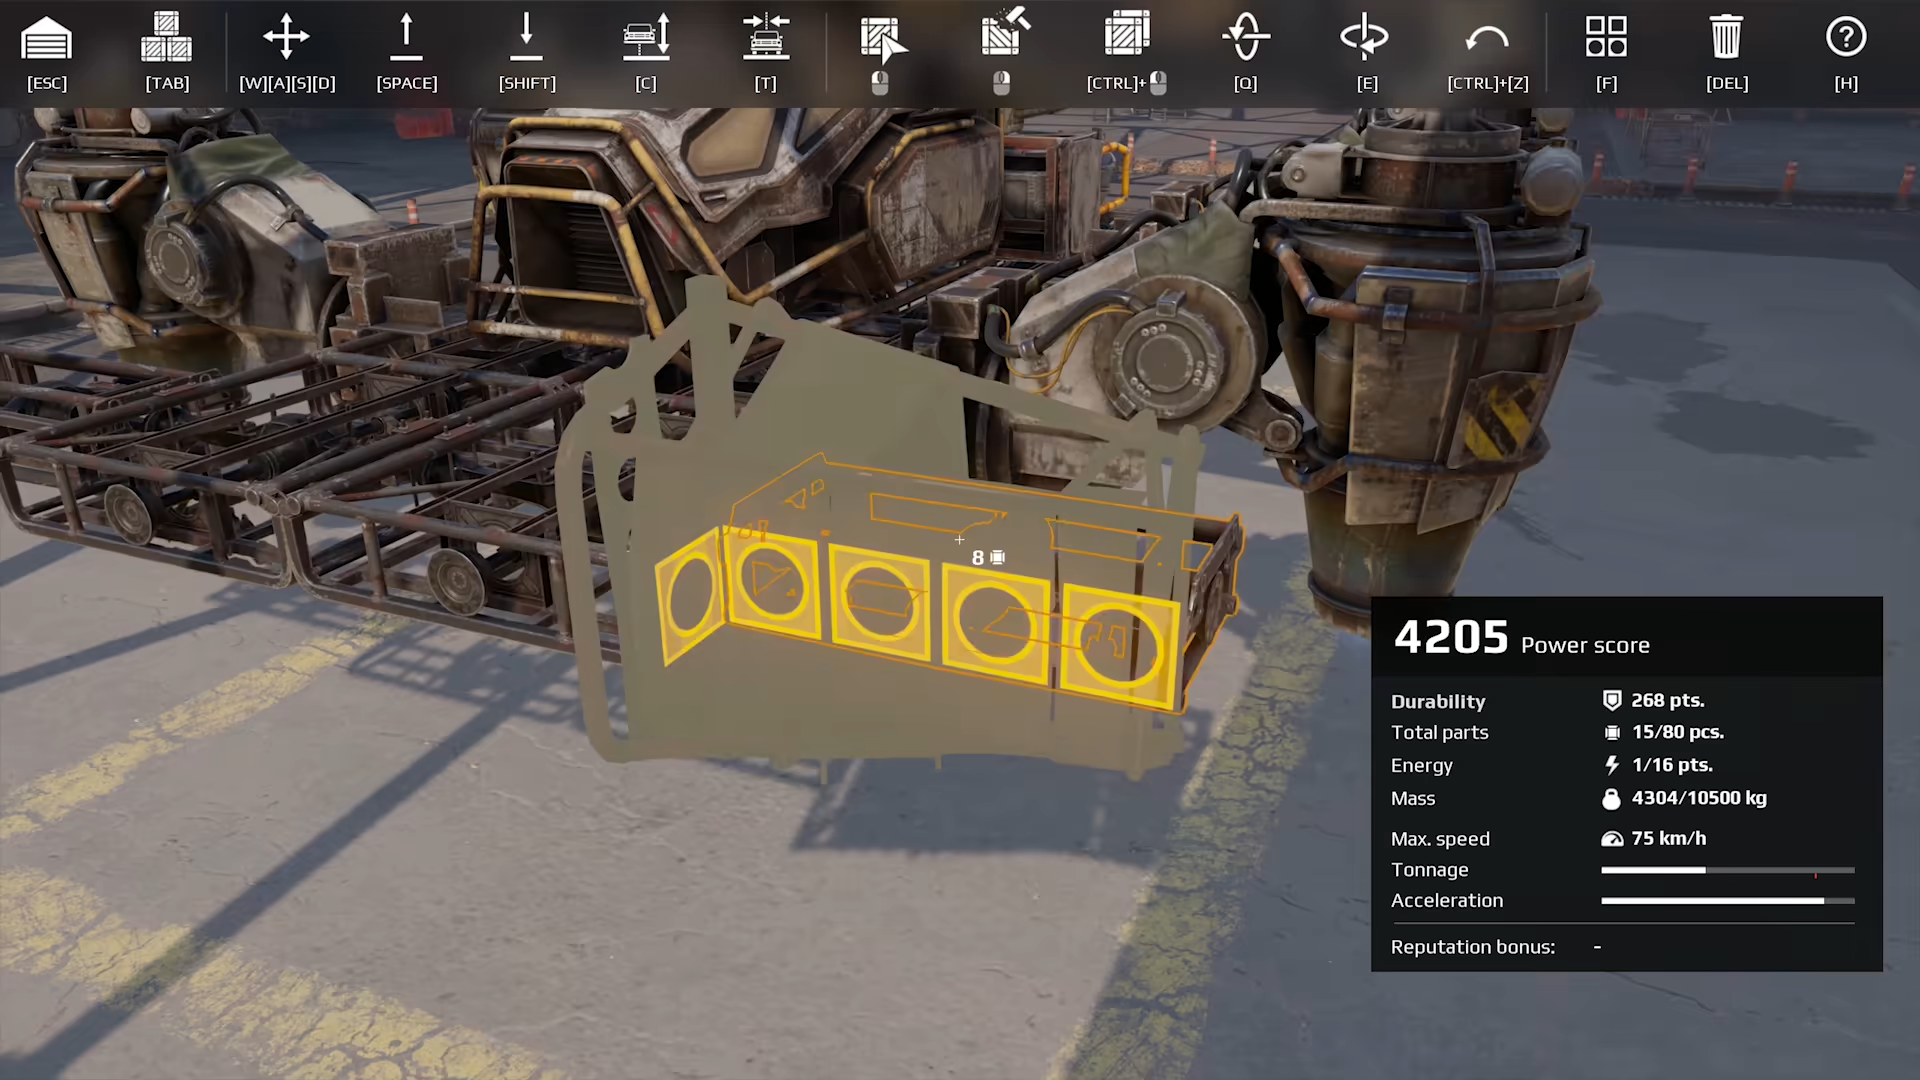 [ESC] [TAB] [W][A][S][D] [SPACE] [SHIFT] [C] [T] [CTRL]+ [Q] [E] [CTRL]+[Z] [F] [DEL] [H]
8
4205 Power score
Durability 268 pts.
Total parts 15/80 pcs.
Energy 1/16 pts.
Mass 4304/10500 kg
Max. speed 75 km/h
Tonnage
Acceleration
Reputation bonus: -